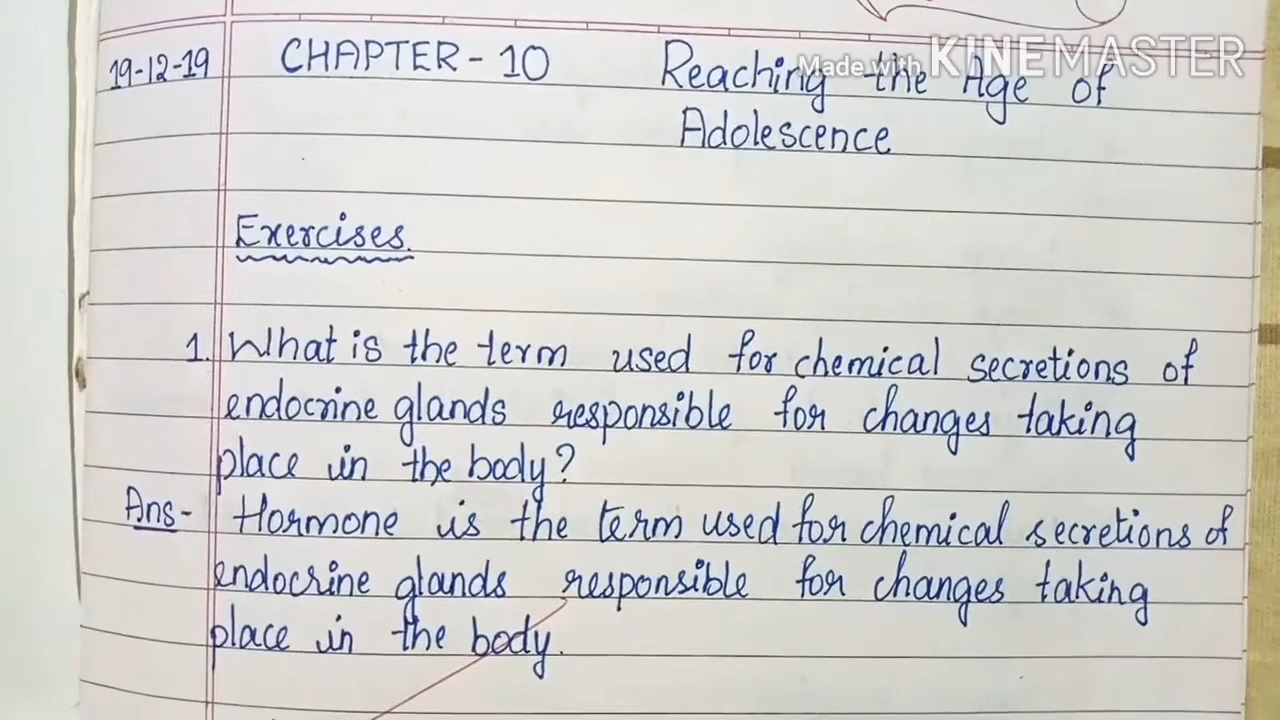 Made with KINEMASTER
19-12-19 CHAPTER - 10 Reaching the Age of
Adolescence
Exercises.
1. What is the term used for chemical secretions of
endocrine glands responsible for changes taking
place in the body?
Ans- Hormone is the term used for chemical secretions of
endocrine glands responsible for changes taking
place in the body.